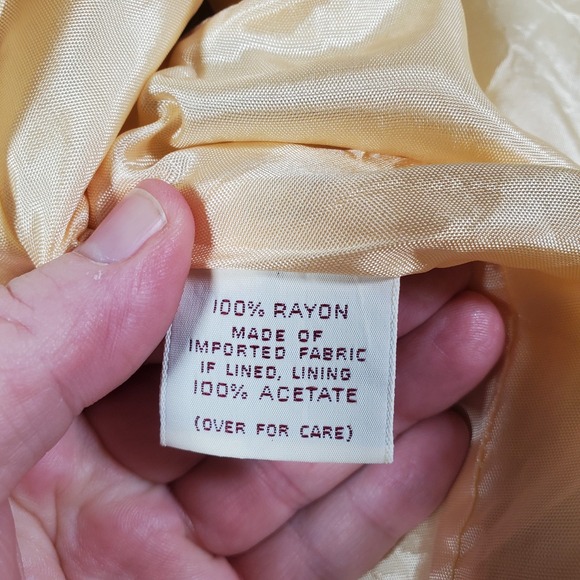 100% RAYON
MADE OF
IMPORTED FABRIC
IF LINED, LINING
100% ACETATE
(OVER FOR CARE)